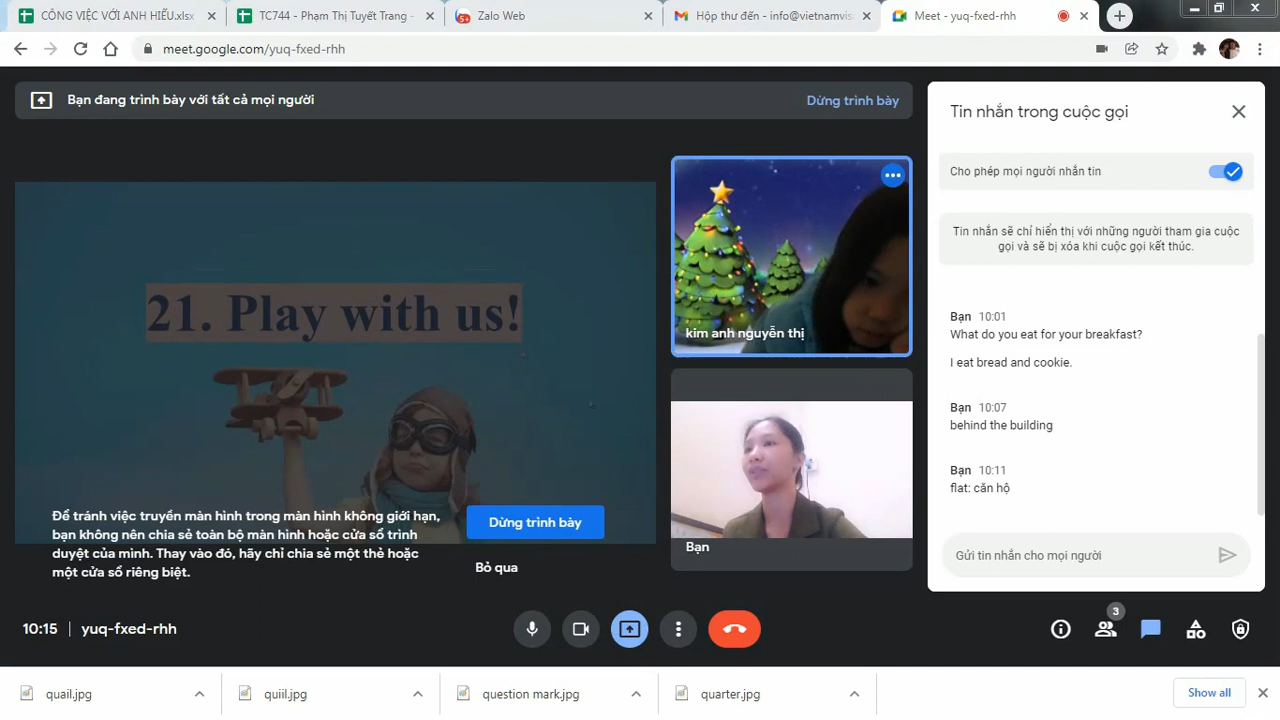 CÔNG VIỆC VỚI ANH HIẾU.xlsx
TC744 - Phạm Thị Tuyết Trang -
Zalo Web
Hộp thư đến - info@vietnamvis
Meet - yuq-fxed-rhh
meet.google.com/yuq-fxed-rhh
Bạn đang trình bày với tất cả mọi người
Dừng trình bày
21. Play with us!
Để tránh việc truyền màn hình trong màn hình không giới hạn,
bạn không nên chia sẻ toàn bộ màn hình hoặc cửa sổ trình
duyệt của mình. Thay vào đó, hãy chỉ chia sẻ một thẻ hoặc
một cửa sổ riêng biệt.
Dừng trình bày
Bỏ qua
kim anh nguyễn thị
Bạn
Tin nhắn trong cuộc gọi
Cho phép mọi người nhắn tin
Tin nhắn sẽ chỉ hiển thị với những người tham gia cuộc
gọi và sẽ bị xóa khi cuộc gọi kết thúc.
Bạn 10:01
What do you eat for your breakfast?
I eat bread and cookie.
Bạn 10:07
behind the building
Bạn 10:11
flat: căn hộ
Gửi tin nhắn cho mọi người
10:15 | yuq-fxed-rhh
3
quail.jpg
quiil.jpg
question mark.jpg
quarter.jpg
Show all